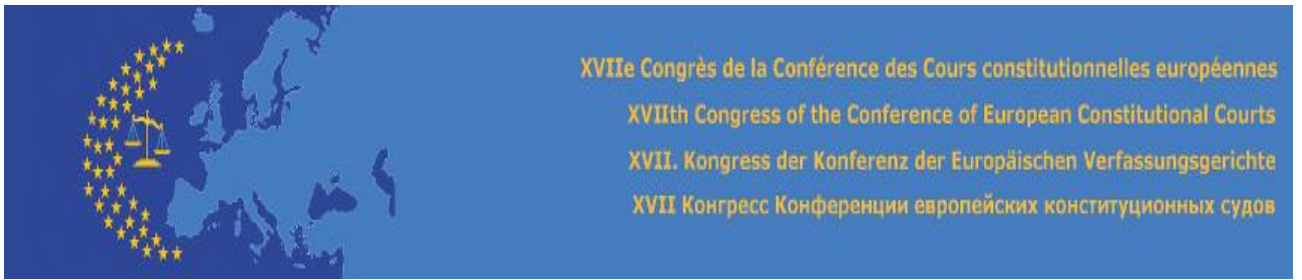 XVIIe Congrès de la Conférence des Cours constitutionnelles européennes
XVIIth Congress of the Conference of European Constitutional Courts
XVII. Kongress der Konferenz der Europäischen Verfassungsgerichte
XVII Конгресс Конференции европейских конституционных судов